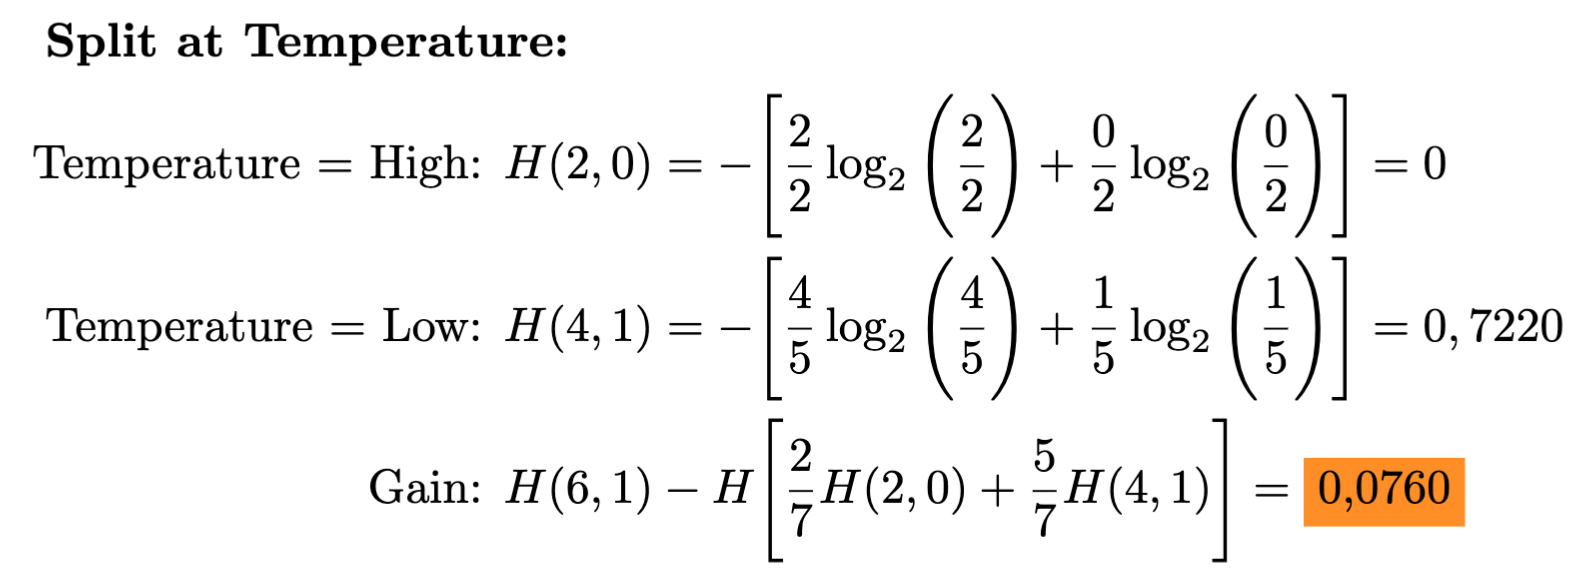 Split at Temperature:
Temperature = High: H(2, 0) = −[2/2 log₂(2/2) + 0/2 log₂(0/2)] = 0
Temperature = Low: H(4, 1) = −[4/5 log₂(4/5) + 1/5 log₂(1/5)] = 0, 7220
Gain: H(6, 1) − H[2/7 H(2, 0) + 5/7 H(4, 1)] = 0,0760